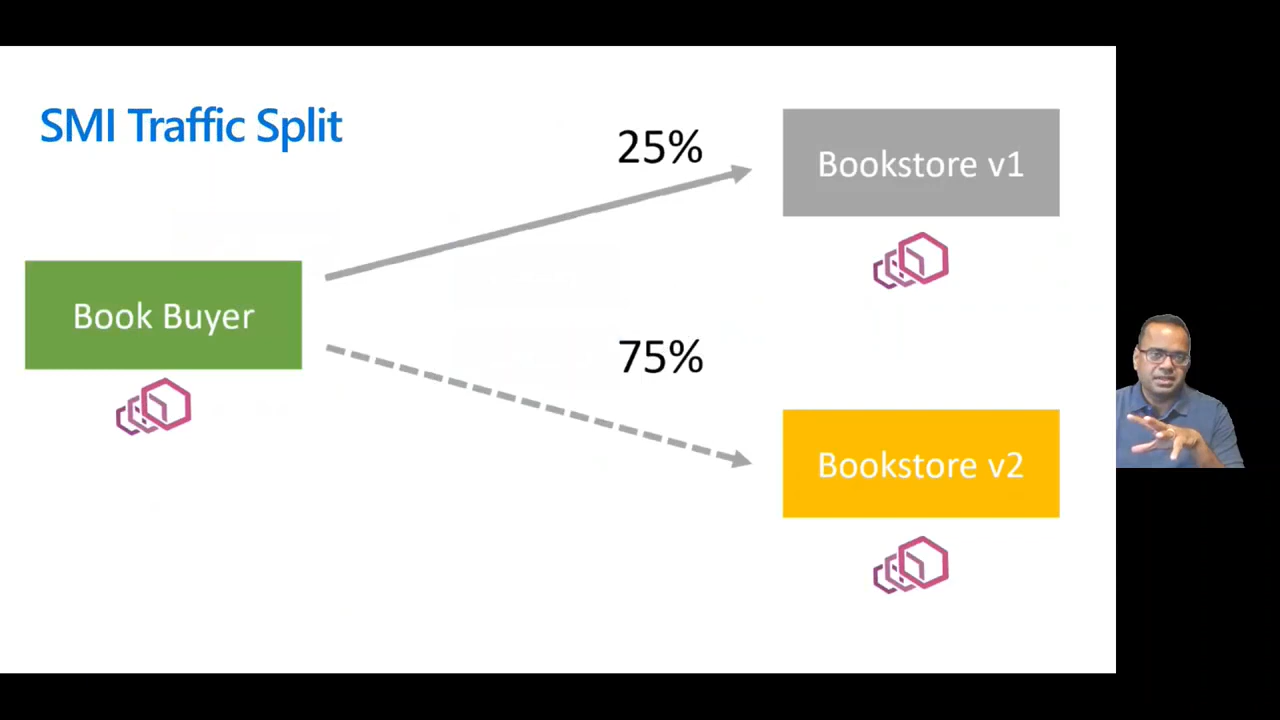 SMI Traffic Split
25%
Bookstore v1
Book Buyer
75%
Bookstore v2